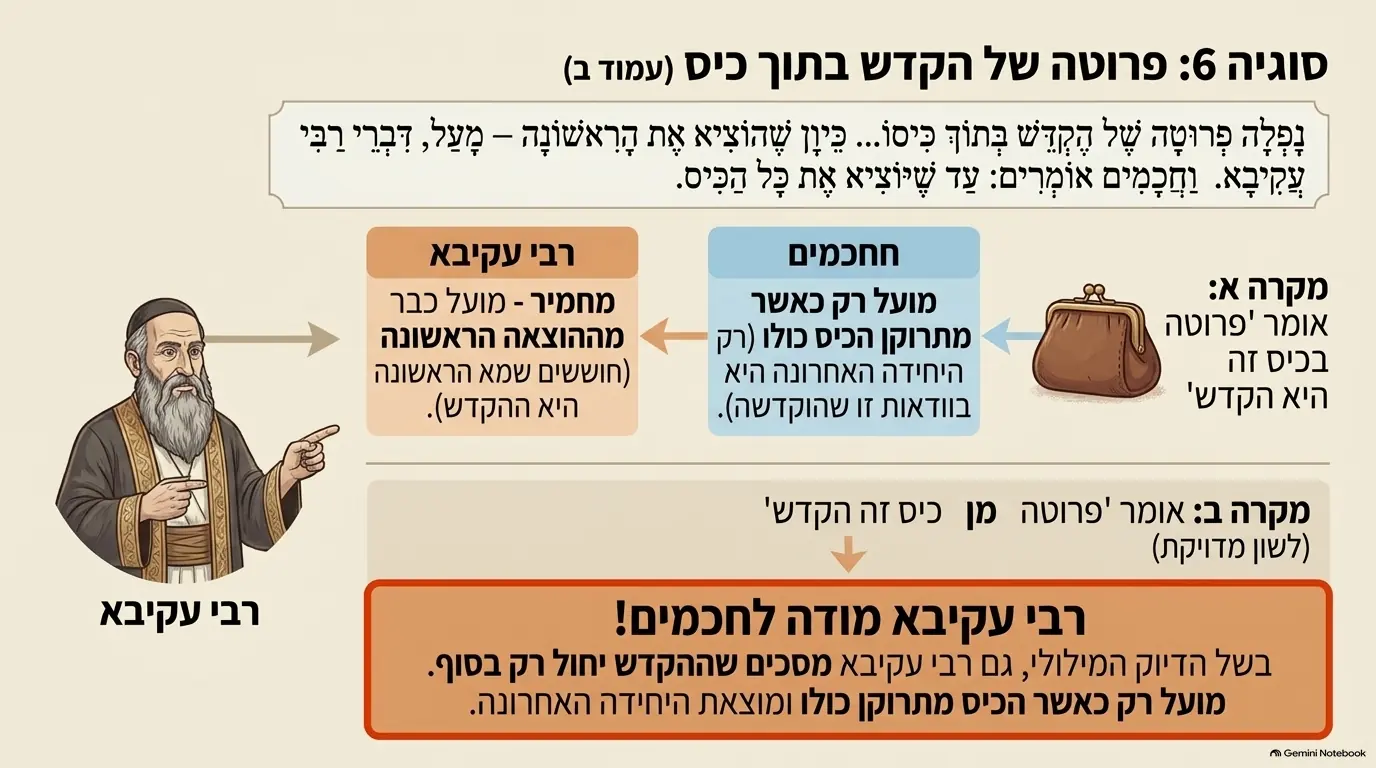 סוגיה 6: פרוטה של הקדש בתוך כיס (עמוד ב)
נָפְלָה פְּרוּטָה שֶׁל הֶקְדֵּשׁ בְּתוֹךְ כִּיסוֹ... כֵּיוָן שֶׁהוֹצִיא אֶת הָרִאשׁוֹנָה – מָעַל, דִּבְרֵי רַבִּי
עֲקִיבָא. וַחֲכָמִים אוֹמְרִים: עַד שֶׁיּוֹצִיא אֶת כָּל הַכִּיס.
מקרה א:
אומר 'פרוטה
בכיס זה
היא הקדש'
חחכמים
מועל רק כאשר
מתרוקן הכיס כולו (רק
היחידה האחרונה היא
בוודאות זו שהוקדשה).
רבי עקיבא
מחמיר - מועל כבר
מההוצאה הראשונה
(חוששים שמא הראשונה
היא ההקדש).
רבי עקיבא
מקרה ב: אומר 'פרוטה מן כיס זה הקדש'
(לשון מדויקת)
רבי עקיבא מודה לחכמים!
בשל הדיוק המילולי, גם רבי עקיבא מסכים שההקדש יחול רק בסוף.
מועל רק כאשר הכיס מתרוקן כולו ומוצאת היחידה האחרונה.
Gemini Notebook